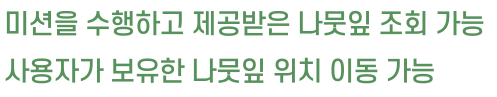 미션을 수행하고 제공받은 나뭇잎 조회 가능
사용자가 보유한 나뭇잎 위치 이동 가능